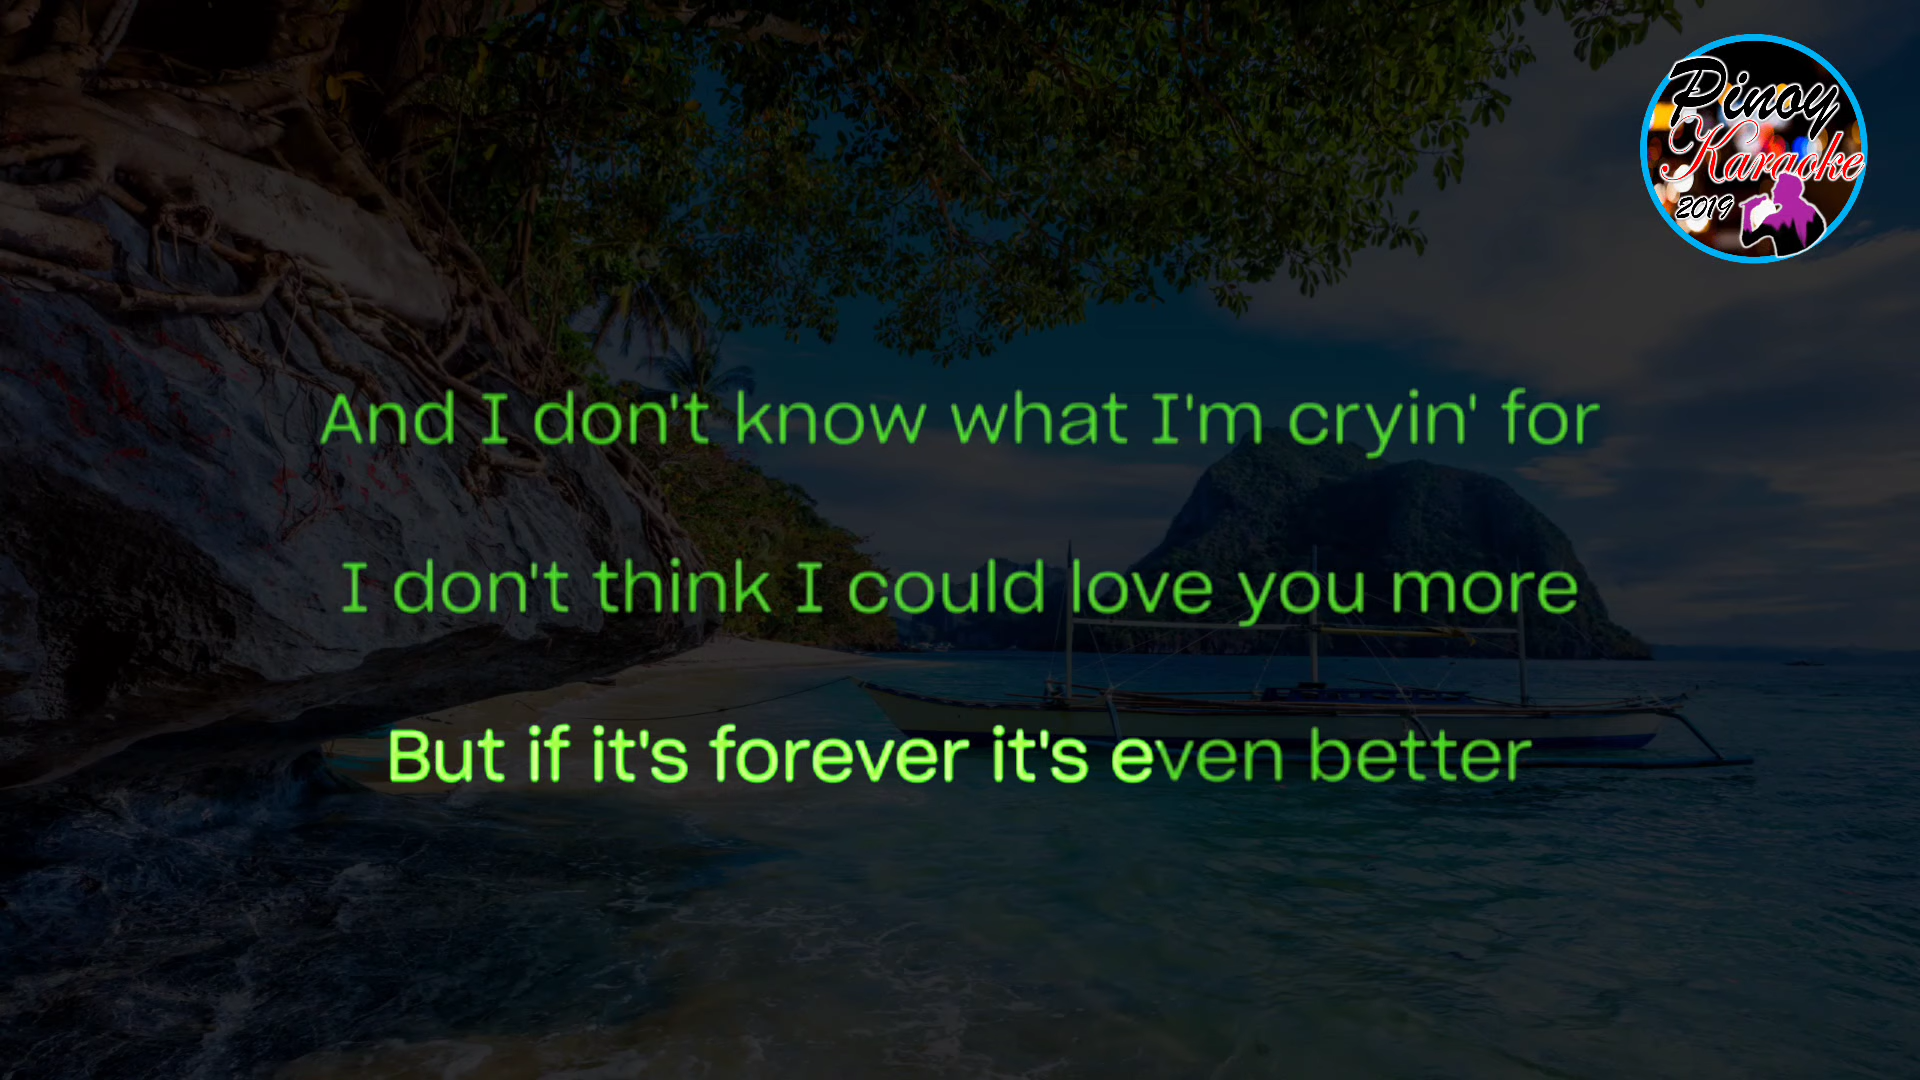 Pinoy
Karaoke
2019
And I don't know what I'm cryin' for
I don't think I could love you more
But if it's forever it's even better